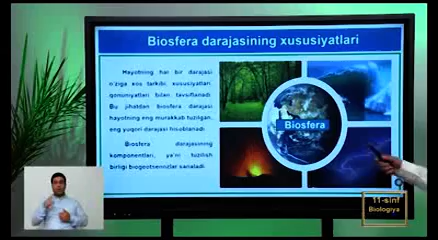 Biosfera darajasining xususiyatlari
Hayotning har bir darajasi
o'ziga xos tarkibi, xususiyatlari,
qonuniyatlari bilan tavsiflanadi.
Bu jihatdan biosfera darajasi
hayotning eng murakkab tuzilgan,
eng yuqori darajasi hisoblanadi.
Biosfera darajasining
komponentlari, ya'ni tuzilish
birligi biogeotsenozlar sanaladi.
Biosfera
11-sinf
Biologiya